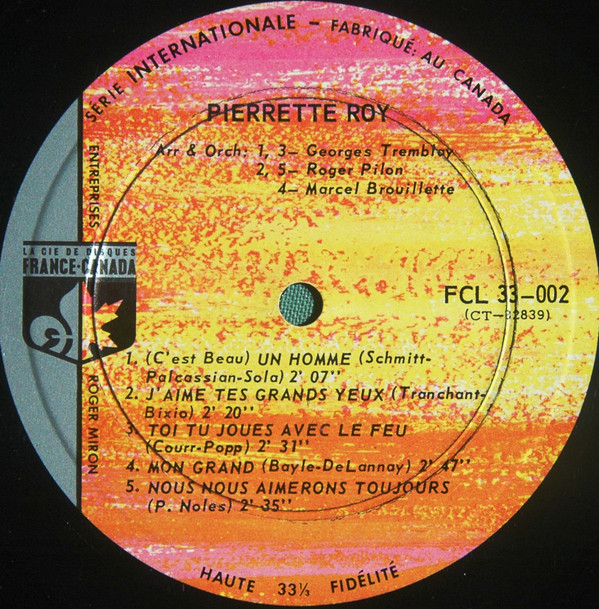 SÉRIE INTERNATIONALE – FABRIQUÉ: AU CANADA
PIERRETTE ROY
Arr & Orch: 1, 3— Georges Tremblay
2, 5— Roger Pilon
4— Marcel Brouillette
ENTREPRISES
LA CIE DE DISQUES
FRANCE-CANADA
ROGER MIRON
FCL 33–002
(CT—32839)
1. (C'est Beau) UN HOMME (Schmitt-
Palcassian-Sola) 2' 07''
2. J'AIME TES GRANDS YEUX (Tranchant-
Bixio) 2' 20''
3. TOI TU JOUES AVEC LE FEU
(Courr-Popp) 2' 31''
4. MON GRAND (Bayle-DeLannay) 2' 47''
5. NOUS NOUS AIMERONS TOUJOURS
(P. Noles) 2' 35''
HAUTE 33⅓ FIDÉLITÉ